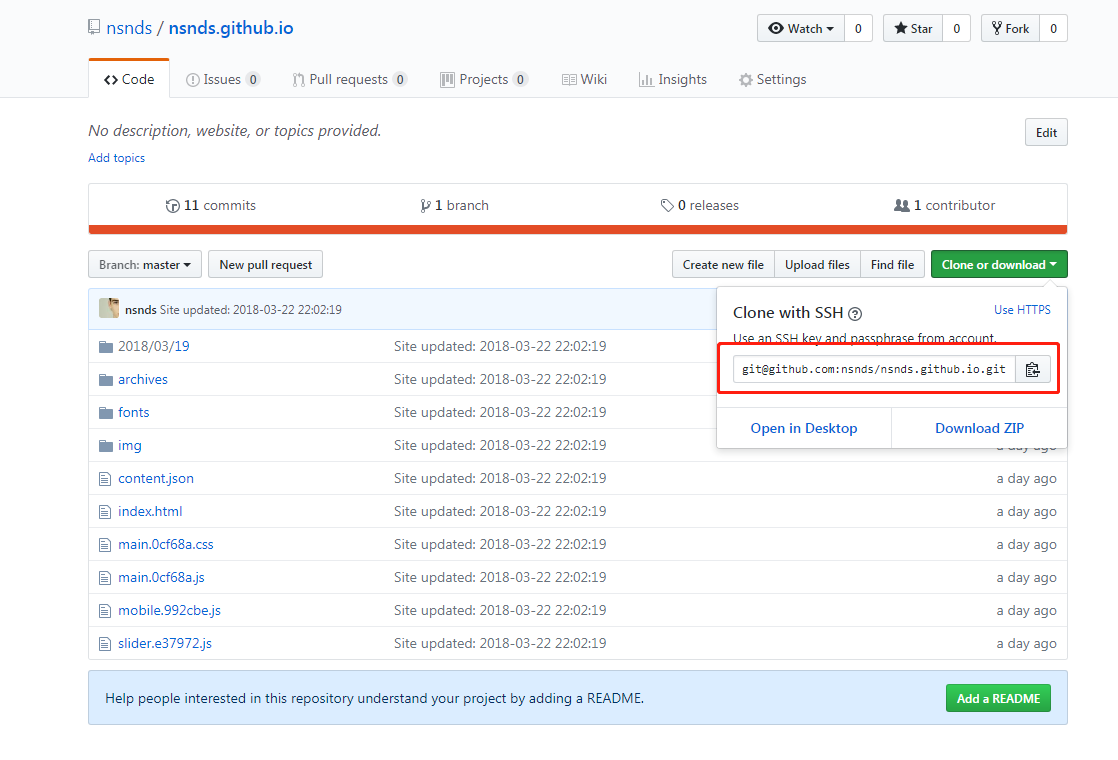 nsnds / nsnds.github.io
Watch 0 Star 0 Fork 0
Code Issues 0 Pull requests 0 Projects 0 Wiki Insights Settings
No description, website, or topics provided.
Edit
Add topics
11 commits 1 branch 0 releases 1 contributor
Branch: master New pull request Create new file Upload files Find file Clone or download
nsnds Site updated: 2018-03-22 22:02:19
Clone with SSH ? Use HTTPS
Use an SSH key and passphrase from account.
git@github.com:nsnds/nsnds.github.io.git
Open in Desktop Download ZIP
2018/03/19 Site updated: 2018-03-22 22:02:19
archives Site updated: 2018-03-22 22:02:19
fonts Site updated: 2018-03-22 22:02:19
img Site updated: 2018-03-22 22:02:19 a day ago
content.json Site updated: 2018-03-22 22:02:19 a day ago
index.html Site updated: 2018-03-22 22:02:19 a day ago
main.0cf68a.css Site updated: 2018-03-22 22:02:19 a day ago
main.0cf68a.js Site updated: 2018-03-22 22:02:19 a day ago
mobile.992cbe.js Site updated: 2018-03-22 22:02:19 a day ago
slider.e37972.js Site updated: 2018-03-22 22:02:19 a day ago
Help people interested in this repository understand your project by adding a README. Add a README